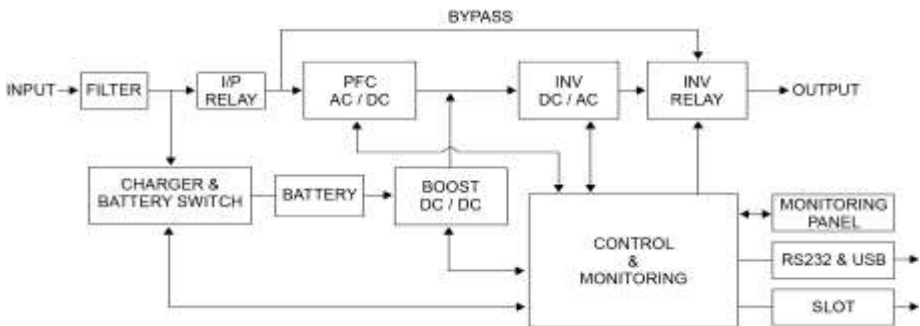 BYPASS
INPUT
FILTER
I/P
RELAY
PFC
AC / DC
INV
DC / AC
INV
RELAY
OUTPUT
CHARGER &
BATTERY SWITCH
BATTERY
BOOST
DC / DC
CONTROL
&
MONITORING
MONITORING
PANEL
RS232 & USB
SLOT